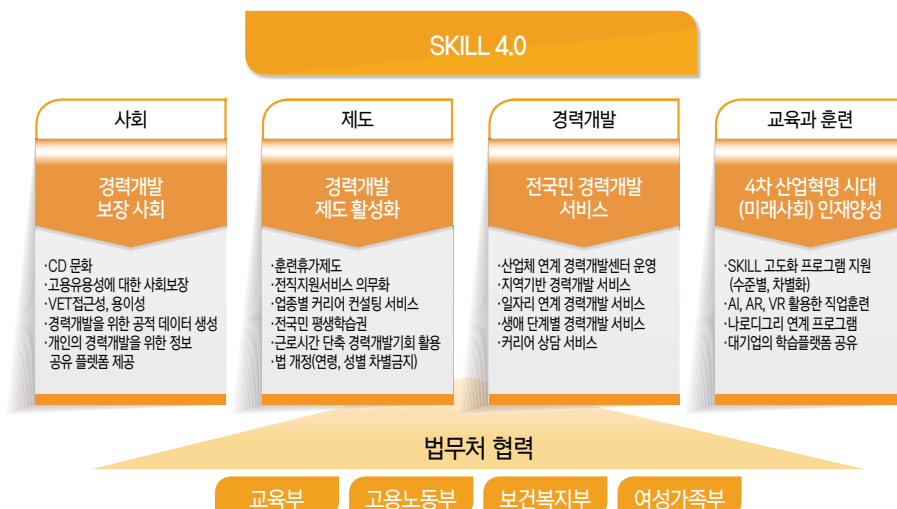 SKILL 4.0
사회
경력개발
보장 사회
·CD 문화
·고용유용성에 대한 사회보장
·VET접근성, 용이성
·경력개발을 위한 공적 데이터 생성
·개인의 경력개발을 위한 정보
공유 플렛폼 제공
제도
경력개발
제도 활성화
·훈련휴가제도
·전직지원서비스 의무화
·업종별 커리어 컨설팅 서비스
·전국민 평생학습권
·근로시간 단축 경력개발기회 활용
·법 개정(연령, 성별 차별금지)
경력개발
전국민 경력개발
서비스
·산업체 연계 경력개발센터 운영
·지역기반 경력개발 서비스
·일자리 연계 경력개발 서비스
·생애 단계별 경력개발 서비스
·커리어 상담 서비스
교육과 훈련
4차 산업혁명 시대
(미래사회) 인재양성
·SKILL 고도화 프로그램 지원
(수준별, 차별화)
·AI, AR, VR 활용한 직업훈련
·나로디그리 연계 프로그램
·대기업의 학습플랫폼 공유
범무처 협력
교육부
고용노동부
보건복지부
여성가족부